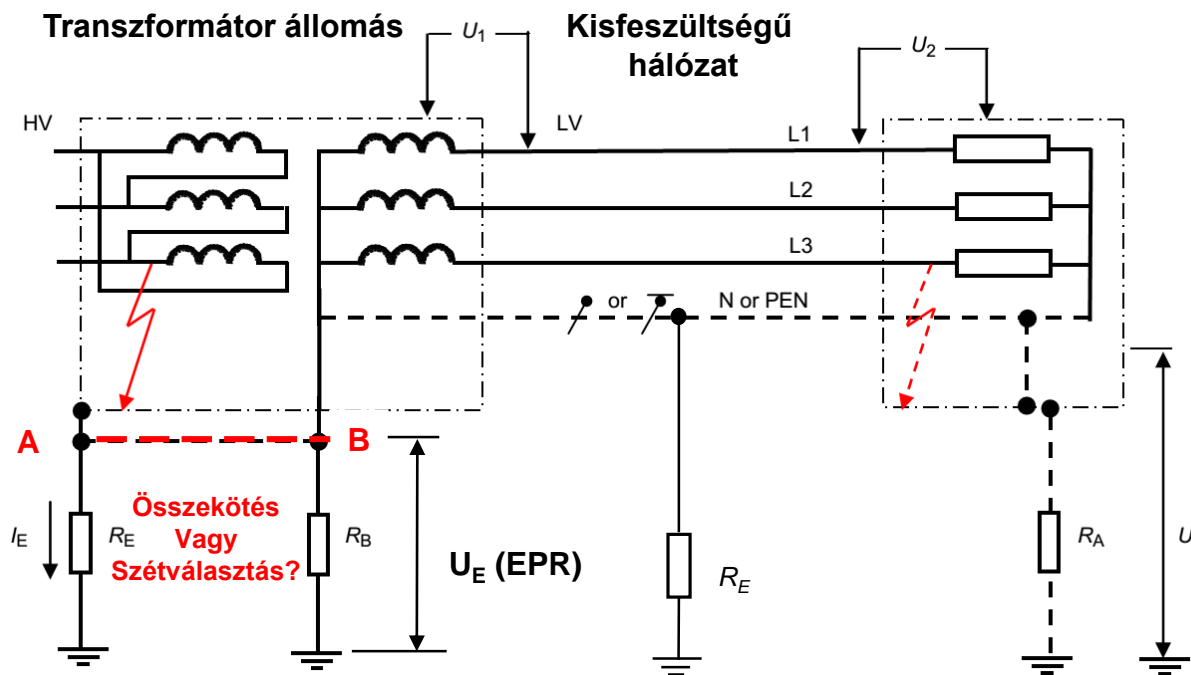 Transzformátor állomás
U1
Kisfeszültségű
hálózat
U2
HV
LV
L1
L2
L3
or
N or PEN
A
B
IE
RE
Összekötés
Vagy
Szétválasztás?
RB
UE (EPR)
RE
RA
U